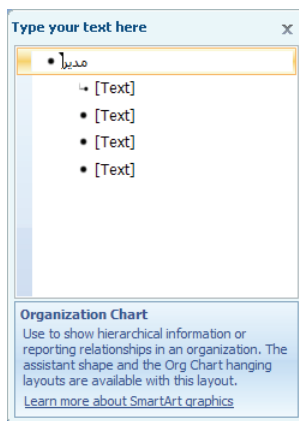 Type your text here x
• مدير
[Text]
• [Text]
• [Text]
• [Text]
Organization Chart
Use to show hierarchical information or
reporting relationships in an organization. The
assistant shape and the Org Chart hanging
layouts are available with this layout.
Learn more about SmartArt graphics